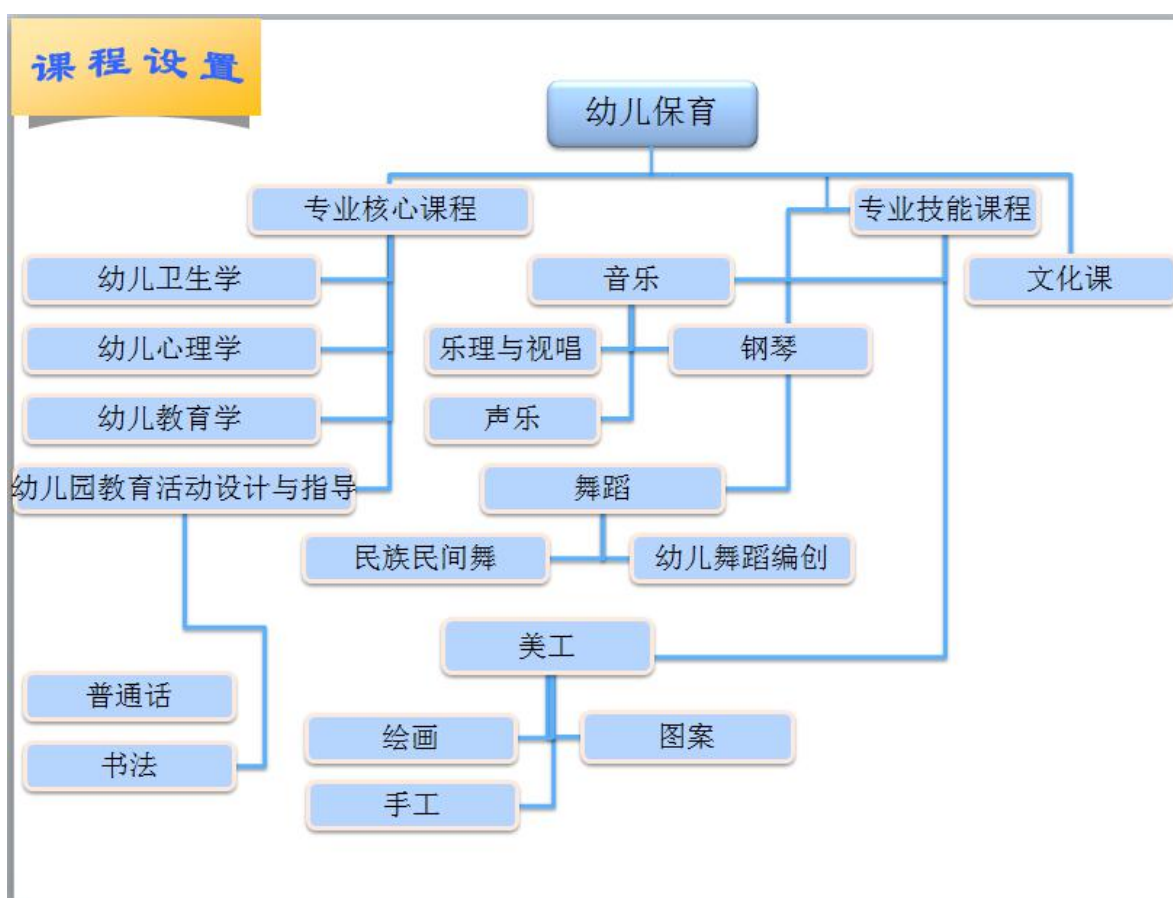 课程设置
幼儿保育
专业核心课程
专业技能课程
幼儿卫生学
音乐
文化课
幼儿心理学
乐理与视唱
钢琴
幼儿教育学
声乐
幼儿园教育活动设计与指导
舞蹈
民族民间舞
幼儿舞蹈编创
美工
普通话
绘画
图案
书法
手工